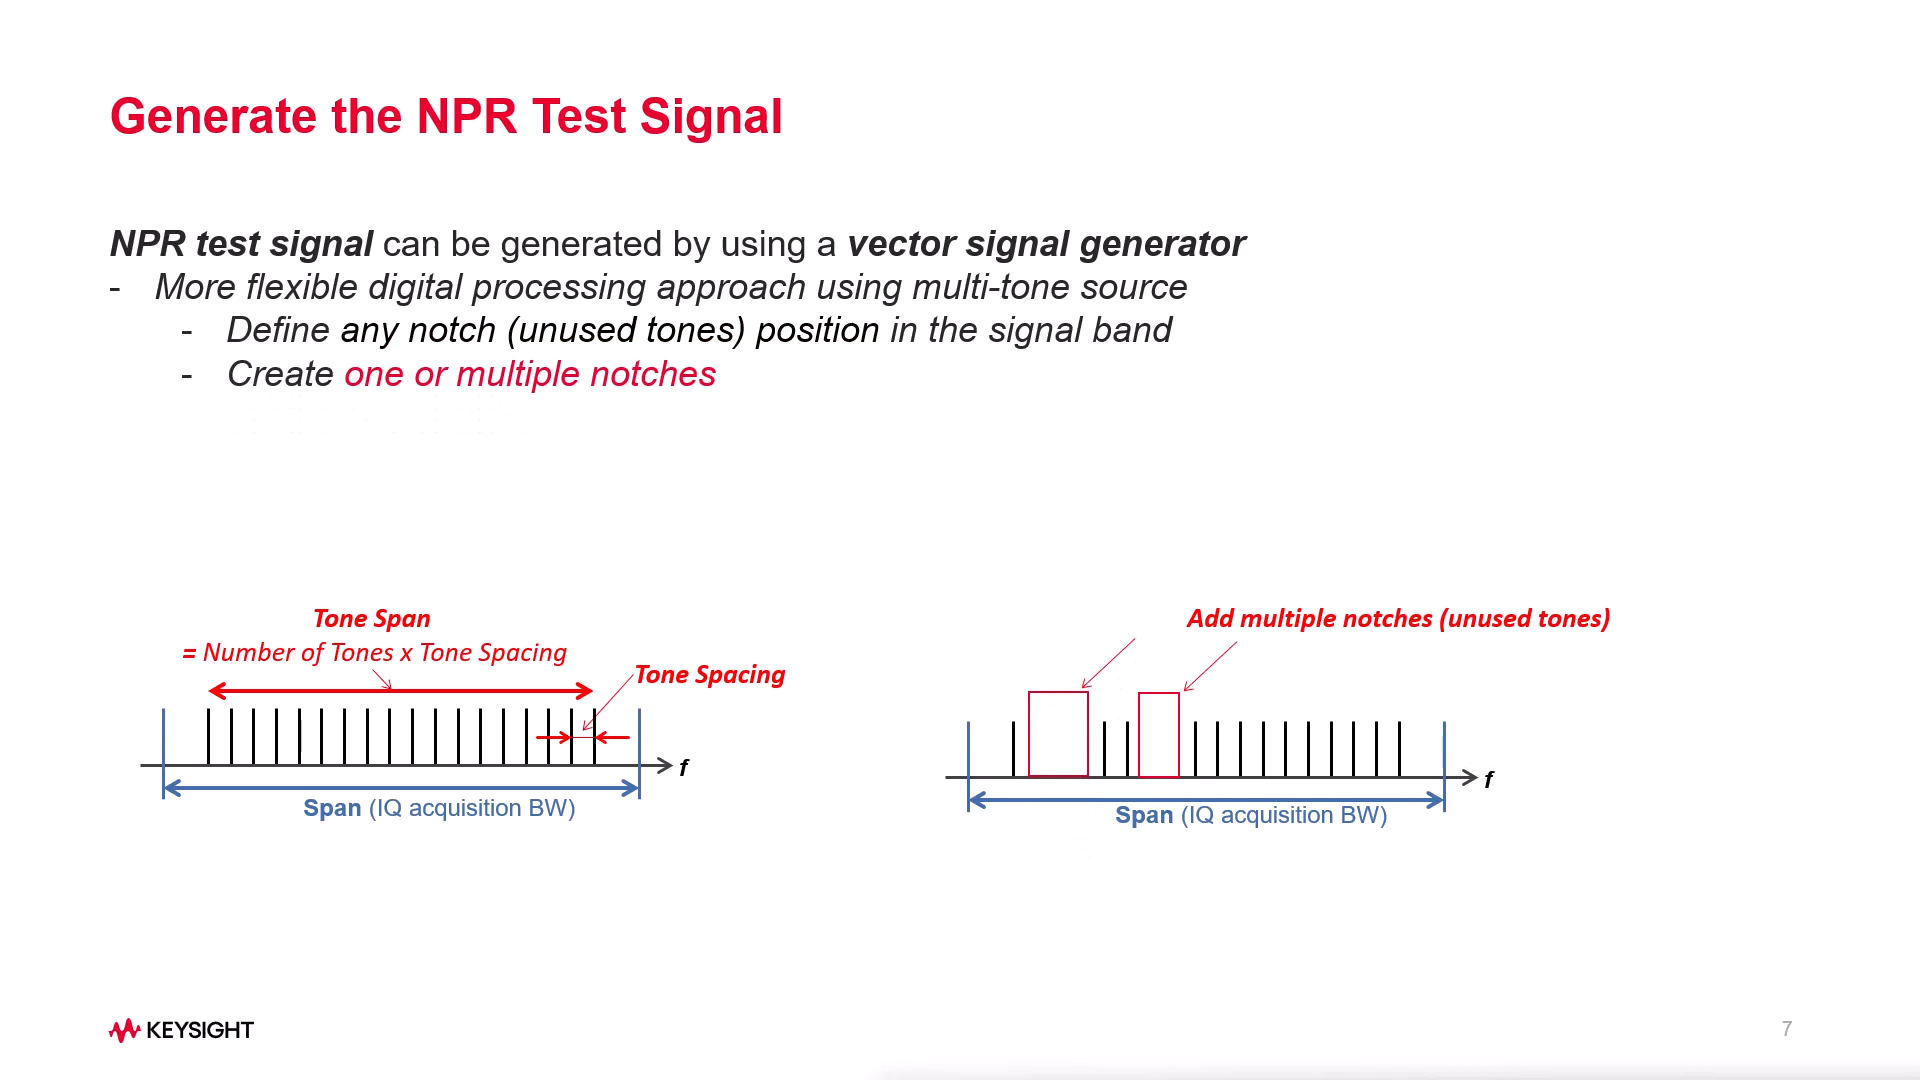 Generate the NPR Test Signal
NPR test signal can be generated by using a vector signal generator
- More flexible digital processing approach using multi-tone source
- Define any notch (unused tones) position in the signal band
- Create one or multiple notches
Tone Span
= Number of Tones x Tone Spacing
Tone Spacing
f
Span (IQ acquisition BW)
Add multiple notches (unused tones)
f
Span (IQ acquisition BW)
KEYSIGHT
7